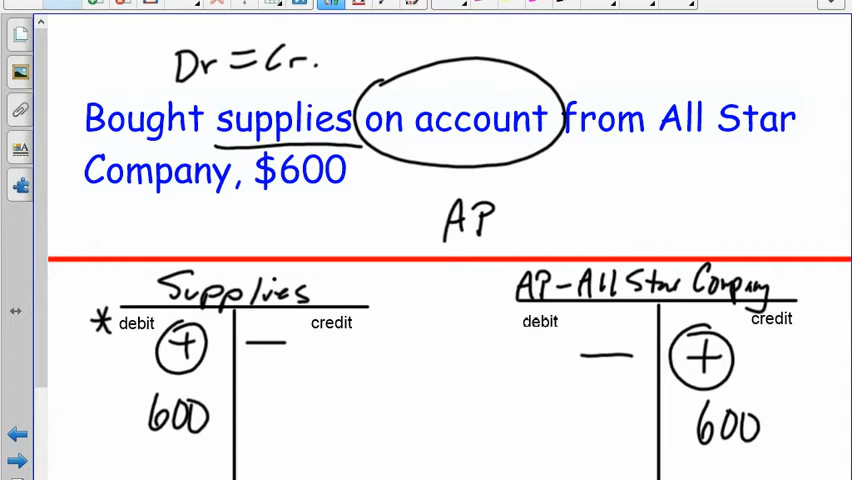 Dr = Cr.
Bought supplies on account from All Star
Company, $600
AP
Supplies
AP-All Star Company
* debit credit
debit credit
+ —
— +
600
600